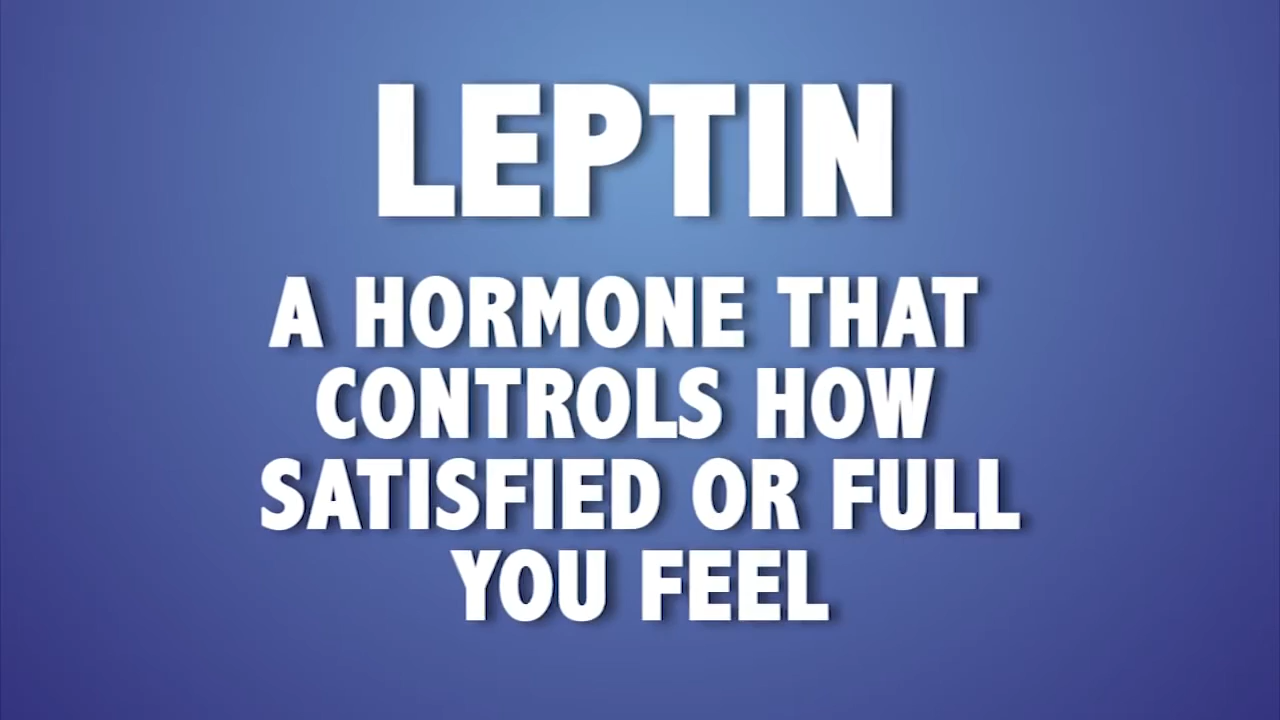 LEPTIN
A HORMONE THAT
CONTROLS HOW
SATISFIED OR FULL
YOU FEEL